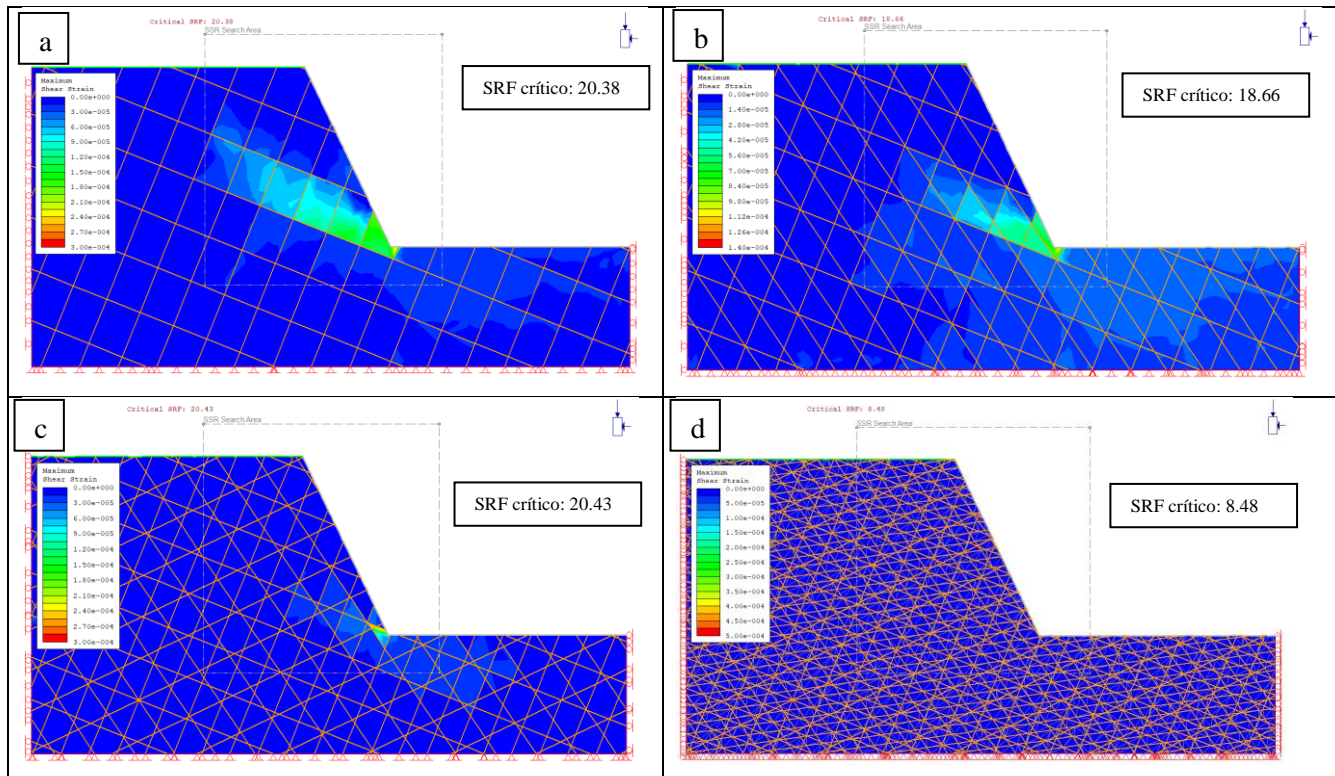 a
Critical SRF: 20.38
SSR Search Area
SRF crítico: 20.38
Maximum
Shear Strain
0.00e+000
3.00e-005
6.00e-005
9.00e-005
1.20e-004
1.50e-004
1.80e-004
2.10e-004
2.40e-004
2.70e-004
3.00e-004
b
Critical SRF: 18.66
SSR Search Area
SRF crítico: 18.66
Maximum
Shear Strain
0.00e+000
1.40e-005
2.80e-005
4.20e-005
5.60e-005
7.00e-005
8.40e-005
9.80e-005
1.12e-004
1.26e-004
1.40e-004
c
Critical SRF: 20.43
SSR Search Area
SRF crítico: 20.43
Maximum
Shear Strain
0.00e+000
3.00e-005
6.00e-005
9.00e-005
1.20e-004
1.50e-004
1.80e-004
2.10e-004
2.40e-004
2.70e-004
3.00e-004
d
Critical SRF: 8.48
SSR Search Area
SRF crítico: 8.48
Maximum
Shear Strain
0.00e+000
5.00e-005
1.00e-004
1.50e-004
2.00e-004
2.50e-004
3.00e-004
3.50e-004
4.00e-004
4.50e-004
5.00e-004